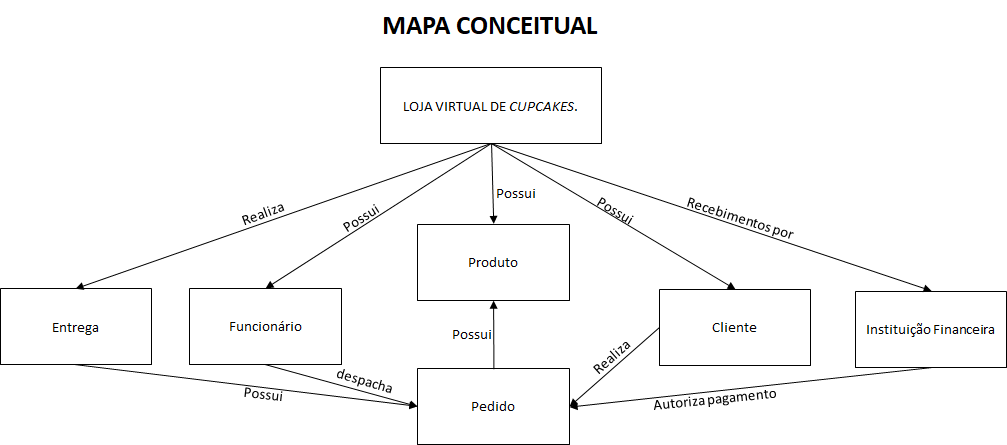 MAPA CONCEITUAL
LOJA VIRTUAL DE CUPCAKES.
Realiza
Possui
Possui
Possui
Recebimentos por
Entrega
Funcionário
Produto
Cliente
Instituição Financeira
Possui
despacha
Possui
Realiza
Autoriza pagamento
Pedido